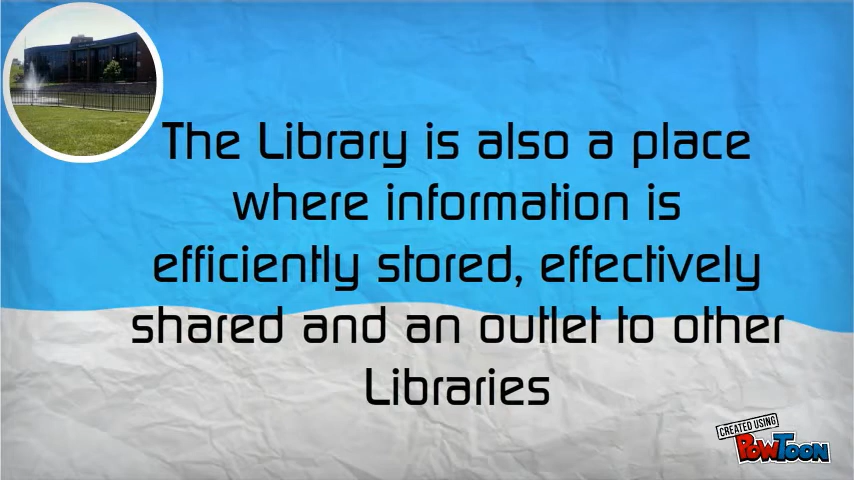 The Library is also a place
where information is
efficiently stored, effectively
shared and an outlet to other
Libraries
CREATED USING
POWTOON